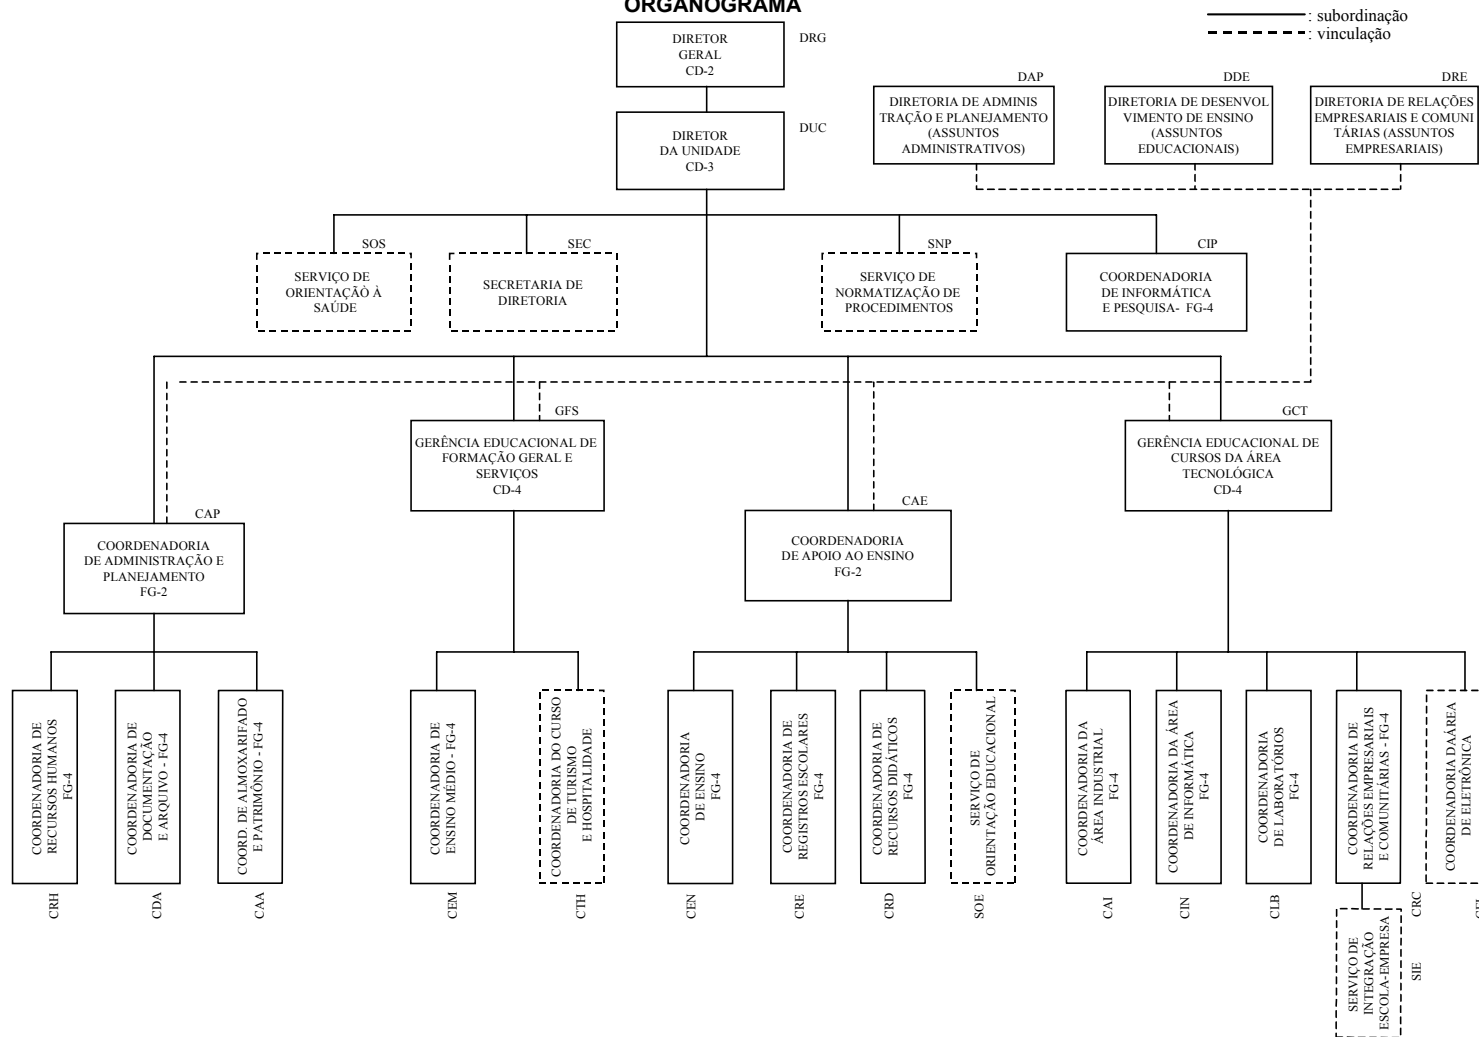 ORGANOGRAMA
: subordinação
: vinculação
DIRETOR
GERAL
CD-2
DRG
DIRETOR
DA UNIDADE
CD-3
DUC
DAP
DIRETORIA DE ADMINIS
TRAÇÃO E PLANEJAMENTO
(ASSUNTOS
ADMINISTRATIVOS)
DDE
DIRETORIA DE DESENVOL
VIMENTO DE ENSINO
(ASSUNTOS
EDUCACIONAIS)
DRE
DIRETORIA DE RELAÇÕES
EMPRESARIAIS E COMUNI
TÁRIAS (ASSUNTOS
EMPRESARIAIS)
SOS
SERVIÇO DE
ORIENTAÇÃO À
SAÚDE
SEC
SECRETARIA DE
DIRETORIA
SNP
SERVIÇO DE
NORMATIZAÇÃO DE
PROCEDIMENTOS
CIP
COORDENADORIA
DE INFORMÁTICA
E PESQUISA- FG-4
GFS
GERÊNCIA EDUCACIONAL DE
FORMAÇÃO GERAL E
SERVIÇOS
CD-4
GCT
GERÊNCIA EDUCACIONAL DE
CURSOS DA ÁREA
TECNOLÓGICA
CD-4
CAP
COORDENADORIA
DE ADMINISTRAÇÃO E
PLANEJAMENTO
FG-2
CAE
COORDENADORIA
DE APOIO AO ENSINO
FG-2
COORDENADORIA DE
RECURSOS HUMANOS
FG-4
CRH
COORDENADORIA DE
DOCUMENTAÇÃO
E ARQUIVO - FG-4
CDA
COORD. DE ALMOXARIFADO
E PATRIMÔNIO - FG-4
CAA
COORDENADORIA DE
ENSINO MÉDIO - FG-4
CEM
COORDENADORIA DO CURSO
DE TURISMO
E HOSPITALIDADE
CTH
COORDENADORIA
DE ENSINO
FG-4
CEN
COORDENADORIA DE
REGISTROS ESCOLARES
FG-4
CRE
COORDENADORIA DE
RECURSOS DIDÁTICOS
FG-4
CRD
SERVIÇO DE
ORIENTAÇÃO EDUCACIONAL
SOE
COORDENADORIA DA
ÁREA INDUSTRIAL
FG-4
CAI
COORDENADORIA DA ÁREA
DE INFORMÁTICA
FG-4
CIN
COORDENADORIA
DE LABORATÓRIOS
FG-4
CLB
COORDENADORIA DE
RELAÇÕES EMPRESARIAIS
E COMUNITÁRIAS - FG-4
CRC
COORDENADORIA DAÁREA
DE ELETRÔNICA
SERVIÇO DE
INTEGRAÇÃO
ESCOLA-EMPRESA
SIE